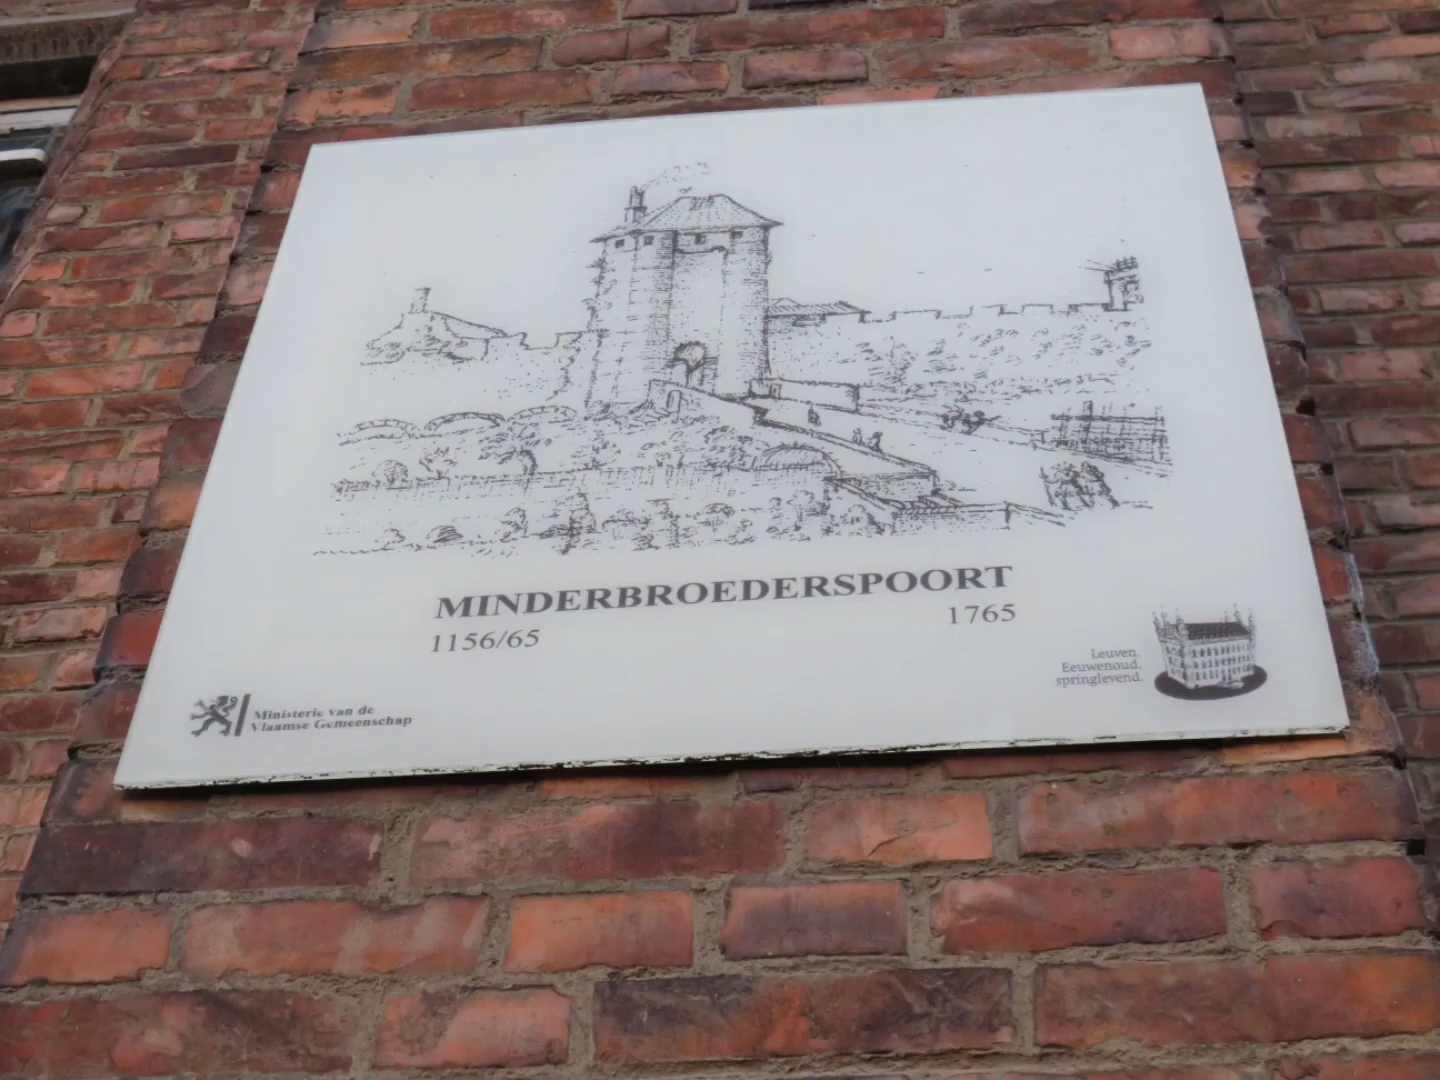 MINDERBROEDERSPOORT
1156/65 1765
Leuven.
Eeuwenoud.
springlevend.
Ministerie van de
Vlaamse Gemeenschap